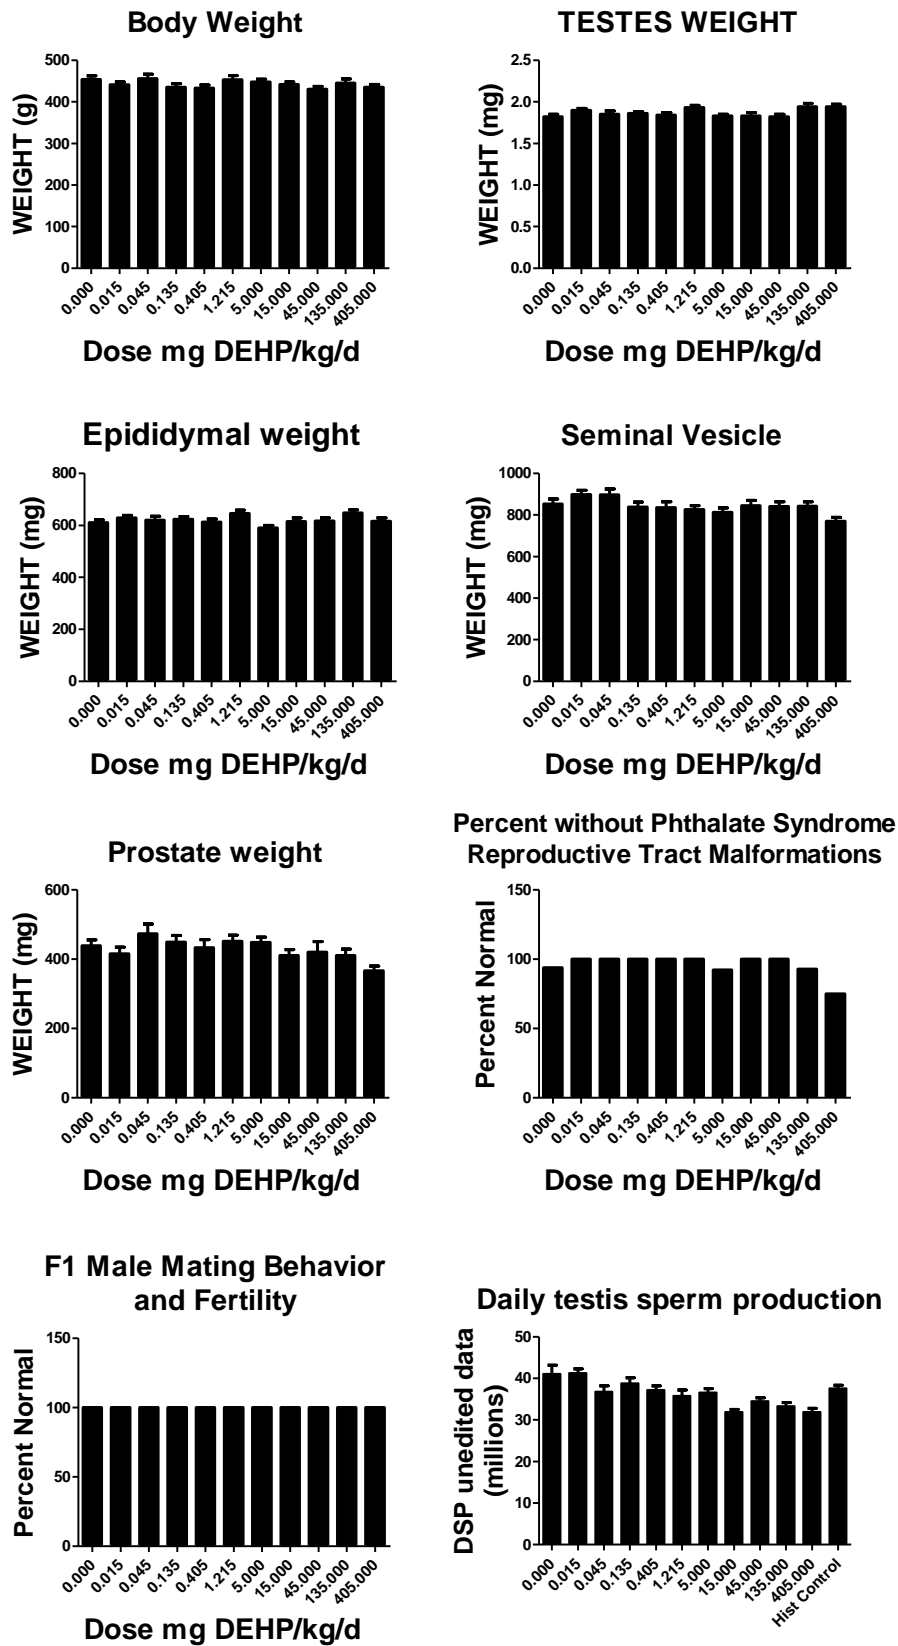 Body Weight
WEIGHT (g)
500
400
300
200
100
0
0.000 0.015 0.045 0.135 0.405 1.215 5.000 15.000 45.000 135.000 405.000
Dose mg DEHP/kg/d
TESTES WEIGHT
WEIGHT (mg)
2.5
2.0
1.5
1.0
0.5
0.0
0.000 0.015 0.045 0.135 0.405 1.215 5.000 15.000 45.000 135.000 405.000
Dose mg DEHP/kg/d
Epididymal weight
WEIGHT (mg)
800
600
400
200
0
0.000 0.015 0.045 0.135 0.405 1.215 5.000 15.000 45.000 135.000 405.000
Dose mg DEHP/kg/d
Seminal Vesicle
WEIGHT (mg)
1000
800
600
400
200
0
0.000 0.015 0.045 0.135 0.405 1.215 5.000 15.000 45.000 135.000 405.000
Dose mg DEHP/kg/d
Prostate weight
WEIGHT (mg)
600
400
200
0
0.000 0.015 0.045 0.135 0.405 1.215 5.000 15.000 45.000 135.000 405.000
Dose mg DEHP/kg/d
Percent without Phthalate Syndrome
Reproductive Tract Malformations
Percent Normal
150
100
50
0
0.000 0.015 0.045 0.135 0.405 1.215 5.000 15.000 45.000 135.000 405.000
Dose mg DEHP/kg/d
F1 Male Mating Behavior
and Fertility
Percent Normal
150
100
50
0
0.000 0.015 0.045 0.135 0.405 1.215 5.000 15.000 45.000 135.000 405.000
Dose mg DEHP/kg/d
Daily testis sperm production
DSP unedited data
(millions)
50
40
30
20
10
0
0.000 0.015 0.045 0.135 0.405 1.215 5.000 15.000 45.000 135.000 405.000 Hist Control